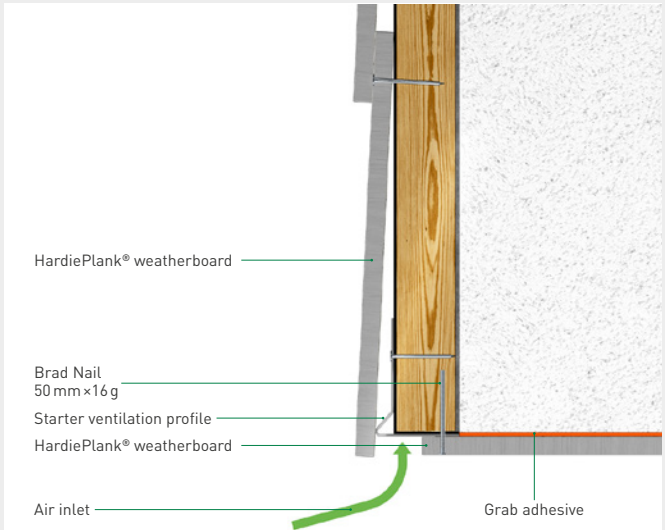 HardiePlank® weatherboard
Brad Nail
50 mm×16 g
Starter ventilation profile
HardiePlank® weatherboard
Air inlet
Grab adhesive